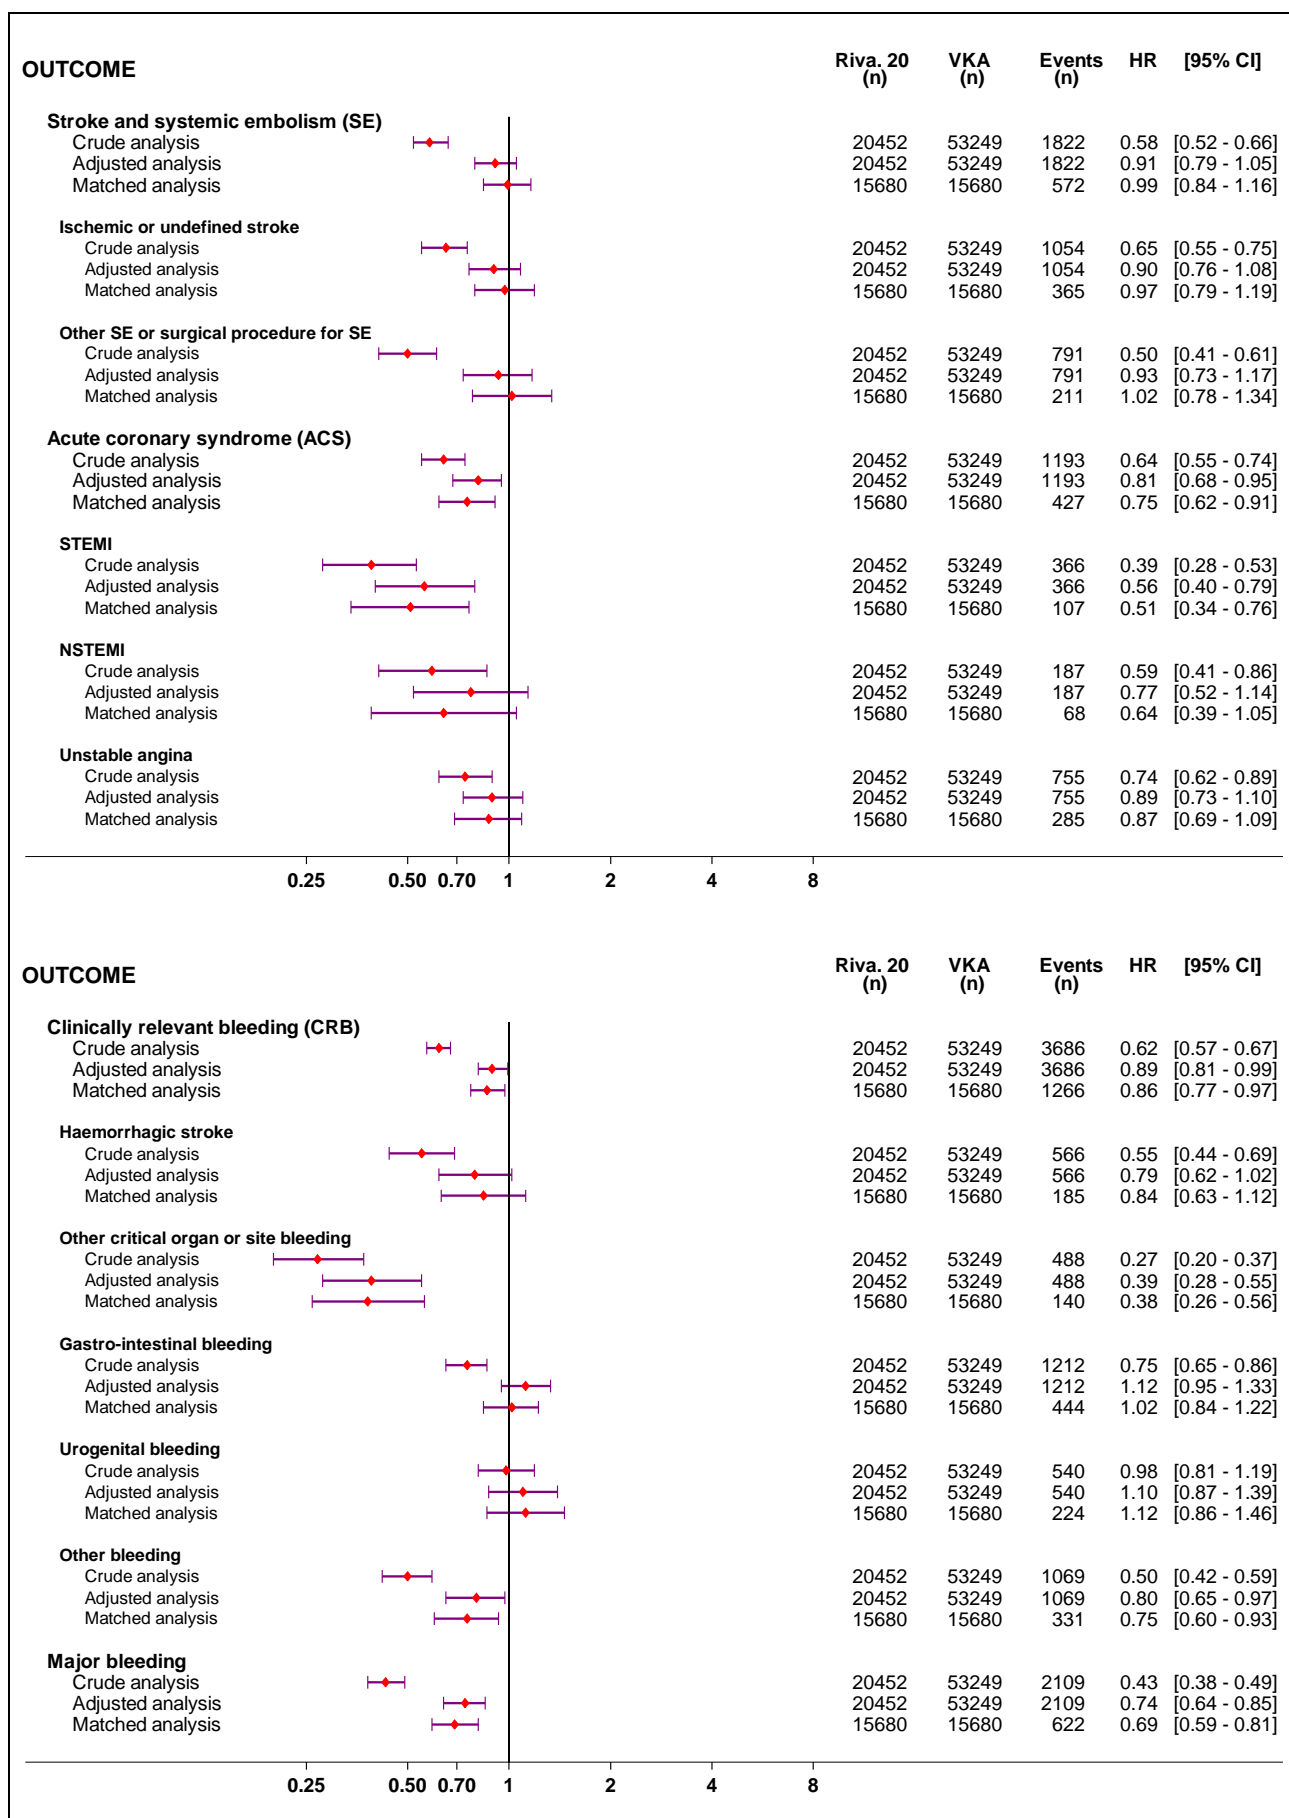 OUTCOME Riva. 20 (n) VKA (n) Events (n) HR [95% CI]
Stroke and systemic embolism (SE)
Crude analysis 20452 53249 1822 0.58 [0.52 - 0.66]
Adjusted analysis 20452 53249 1822 0.91 [0.79 - 1.05]
Matched analysis 15680 15680 572 0.99 [0.84 - 1.16]
Ischemic or undefined stroke
Crude analysis 20452 53249 1054 0.65 [0.55 - 0.75]
Adjusted analysis 20452 53249 1054 0.90 [0.76 - 1.08]
Matched analysis 15680 15680 365 0.97 [0.79 - 1.19]
Other SE or surgical procedure for SE
Crude analysis 20452 53249 791 0.50 [0.41 - 0.61]
Adjusted analysis 20452 53249 791 0.93 [0.73 - 1.17]
Matched analysis 15680 15680 211 1.02 [0.78 - 1.34]
Acute coronary syndrome (ACS)
Crude analysis 20452 53249 1193 0.64 [0.55 - 0.74]
Adjusted analysis 20452 53249 1193 0.81 [0.68 - 0.95]
Matched analysis 15680 15680 427 0.75 [0.62 - 0.91]
STEMI
Crude analysis 20452 53249 366 0.39 [0.28 - 0.53]
Adjusted analysis 20452 53249 366 0.56 [0.40 - 0.79]
Matched analysis 15680 15680 107 0.51 [0.34 - 0.76]
NSTEMI
Crude analysis 20452 53249 187 0.59 [0.41 - 0.86]
Adjusted analysis 20452 53249 187 0.77 [0.52 - 1.14]
Matched analysis 15680 15680 68 0.64 [0.39 - 1.05]
Unstable angina
Crude analysis 20452 53249 755 0.74 [0.62 - 0.89]
Adjusted analysis 20452 53249 755 0.89 [0.73 - 1.10]
Matched analysis 15680 15680 285 0.87 [0.69 - 1.09]
0.25 0.50 0.70 1 2 4 8
OUTCOME Riva. 20 (n) VKA (n) Events (n) HR [95% CI]
Clinically relevant bleeding (CRB)
Crude analysis 20452 53249 3686 0.62 [0.57 - 0.67]
Adjusted analysis 20452 53249 3686 0.89 [0.81 - 0.99]
Matched analysis 15680 15680 1266 0.86 [0.77 - 0.97]
Haemorrhagic stroke
Crude analysis 20452 53249 566 0.55 [0.44 - 0.69]
Adjusted analysis 20452 53249 566 0.79 [0.62 - 1.02]
Matched analysis 15680 15680 185 0.84 [0.63 - 1.12]
Other critical organ or site bleeding
Crude analysis 20452 53249 488 0.27 [0.20 - 0.37]
Adjusted analysis 20452 53249 488 0.39 [0.28 - 0.55]
Matched analysis 15680 15680 140 0.38 [0.26 - 0.56]
Gastro-intestinal bleeding
Crude analysis 20452 53249 1212 0.75 [0.65 - 0.86]
Adjusted analysis 20452 53249 1212 1.12 [0.95 - 1.33]
Matched analysis 15680 15680 444 1.02 [0.84 - 1.22]
Urogenital bleeding
Crude analysis 20452 53249 540 0.98 [0.81 - 1.19]
Adjusted analysis 20452 53249 540 1.10 [0.87 - 1.39]
Matched analysis 15680 15680 224 1.12 [0.86 - 1.46]
Other bleeding
Crude analysis 20452 53249 1069 0.50 [0.42 - 0.59]
Adjusted analysis 20452 53249 1069 0.80 [0.65 - 0.97]
Matched analysis 15680 15680 331 0.75 [0.60 - 0.93]
Major bleeding
Crude analysis 20452 53249 2109 0.43 [0.38 - 0.49]
Adjusted analysis 20452 53249 2109 0.74 [0.64 - 0.85]
Matched analysis 15680 15680 622 0.69 [0.59 - 0.81]
0.25 0.50 0.70 1 2 4 8